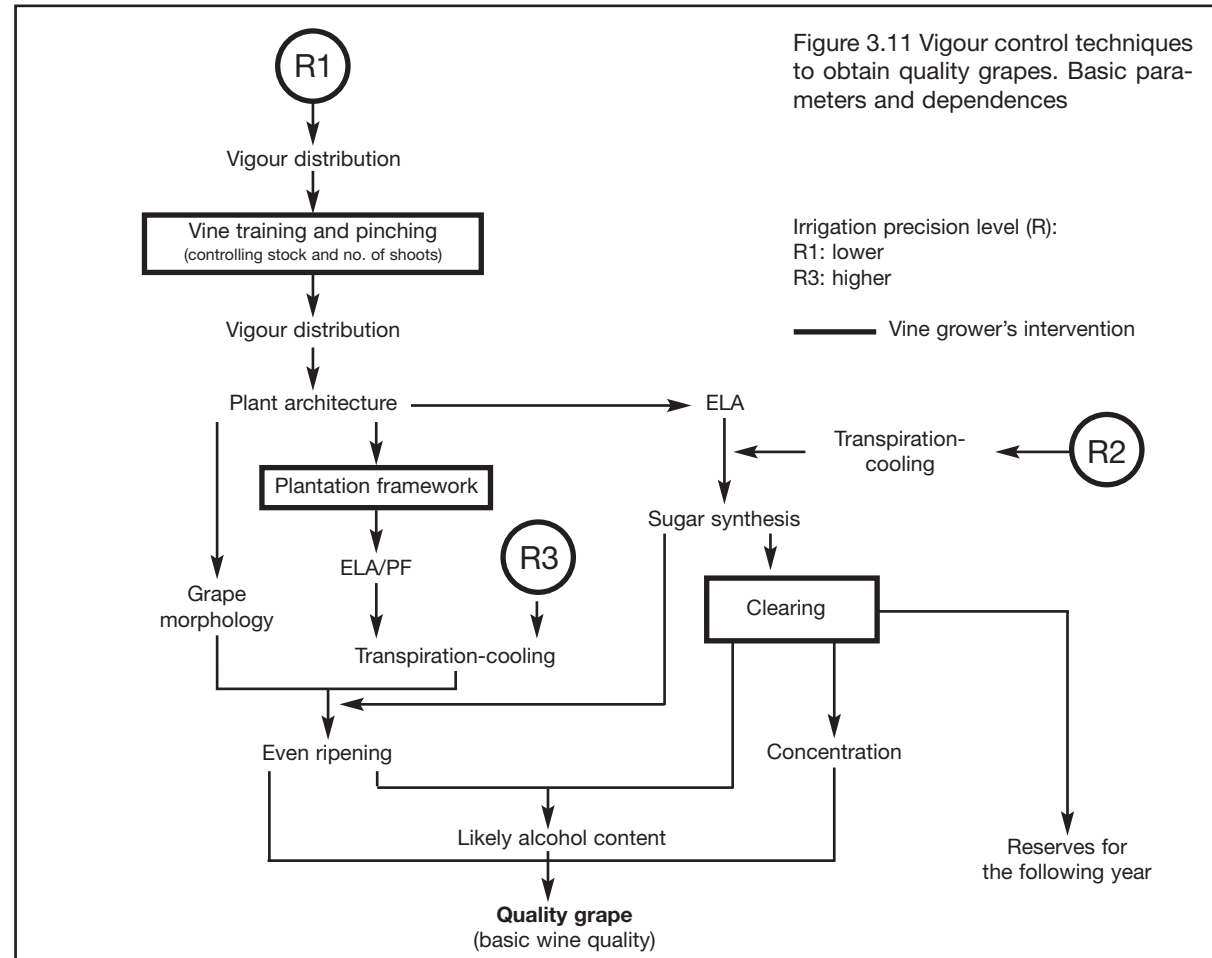 Figure 3.11 Vigour control techniques
to obtain quality grapes. Basic para-
meters and dependences
R1
Vigour distribution
Vine training and pinching
(controlling stock and no. of shoots)
Irrigation precision level (R):
R1: lower
R3: higher
Vine grower's intervention
Vigour distribution
Plant architecture
ELA
Transpiration-
cooling
R2
Plantation framework
Sugar synthesis
ELA/PF
R3
Grape
morphology
Clearing
Transpiration-cooling
Even ripening
Concentration
Likely alcohol content
Reserves for
the following year
Quality grape
(basic wine quality)